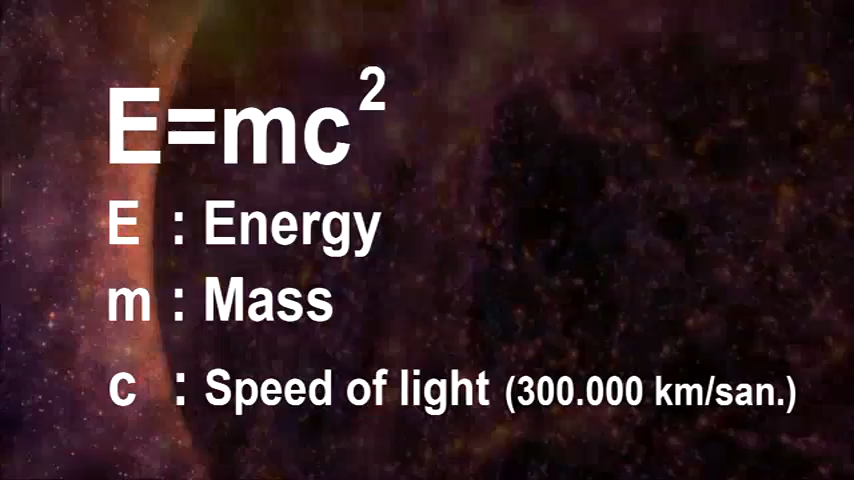 E=mc²
E : Energy
m : Mass
c : Speed of light (300.000 km/san.)